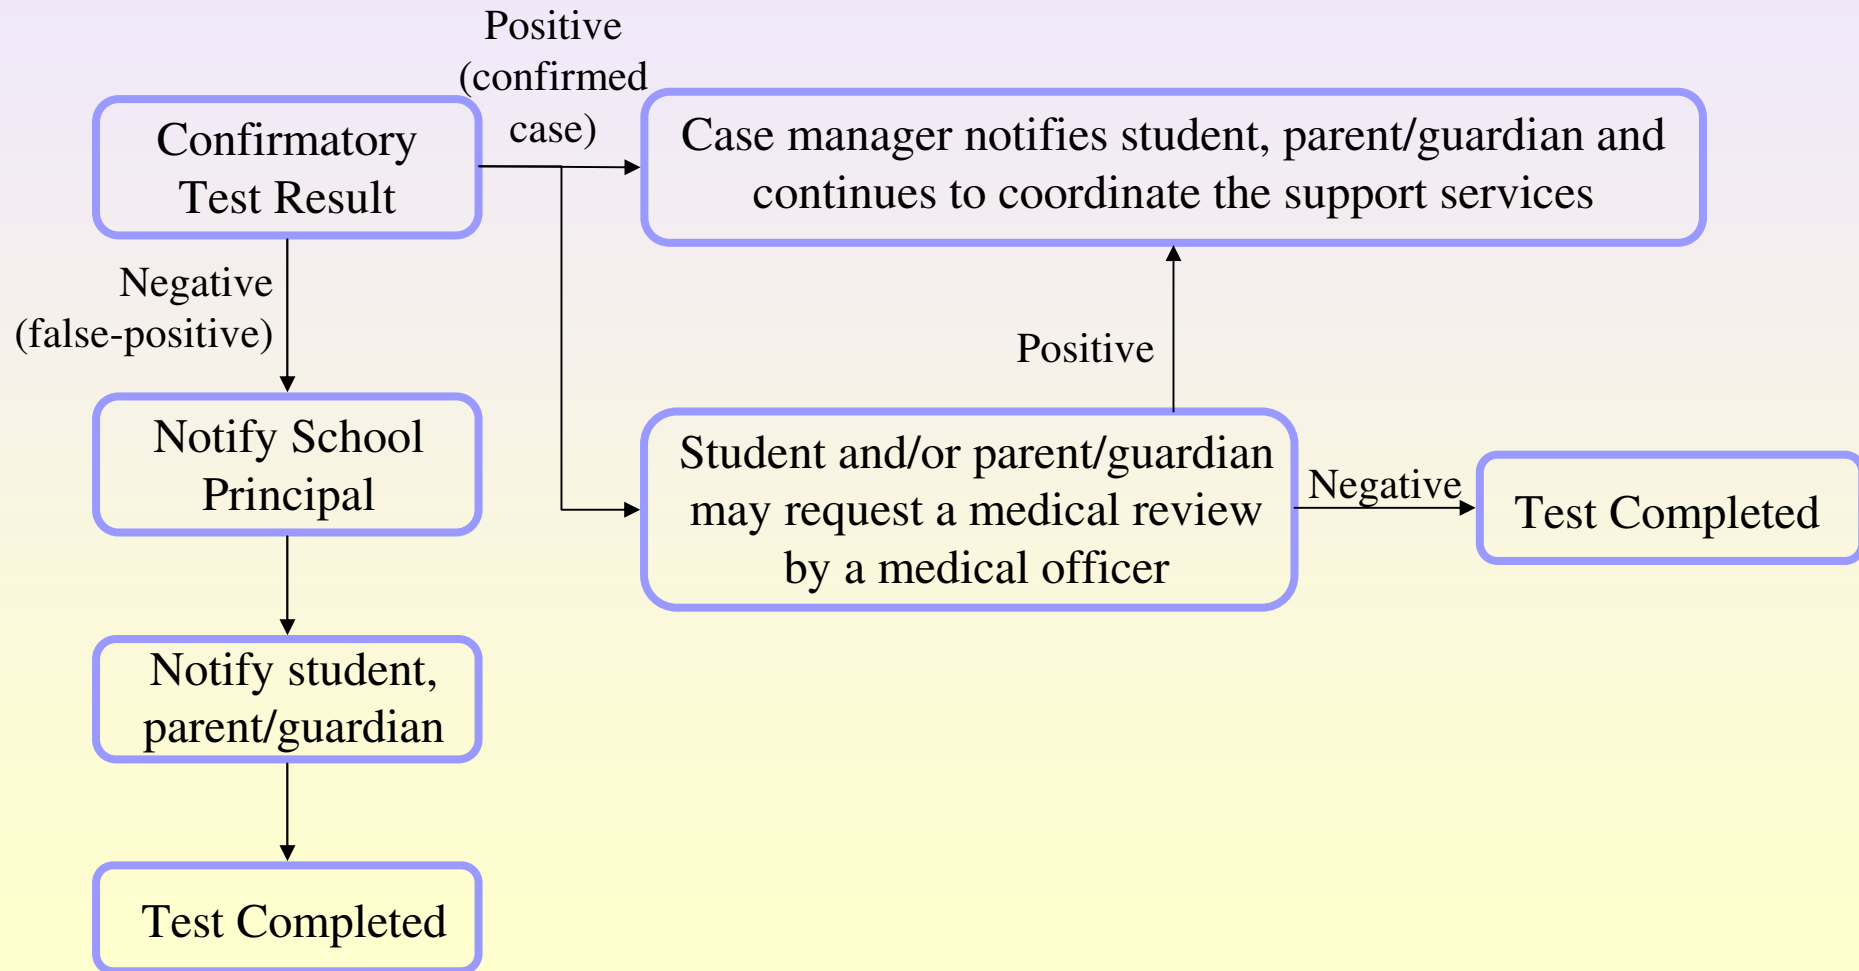 Positive
(confirmed
case)
Confirmatory
Test Result
Case manager notifies student, parent/guardian and
continues to coordinate the support services
Negative
(false-positive)
Positive
Notify School
Principal
Student and/or parent/guardian
may request a medical review
by a medical officer
Negative
Test Completed
Notify student,
parent/guardian
Test Completed